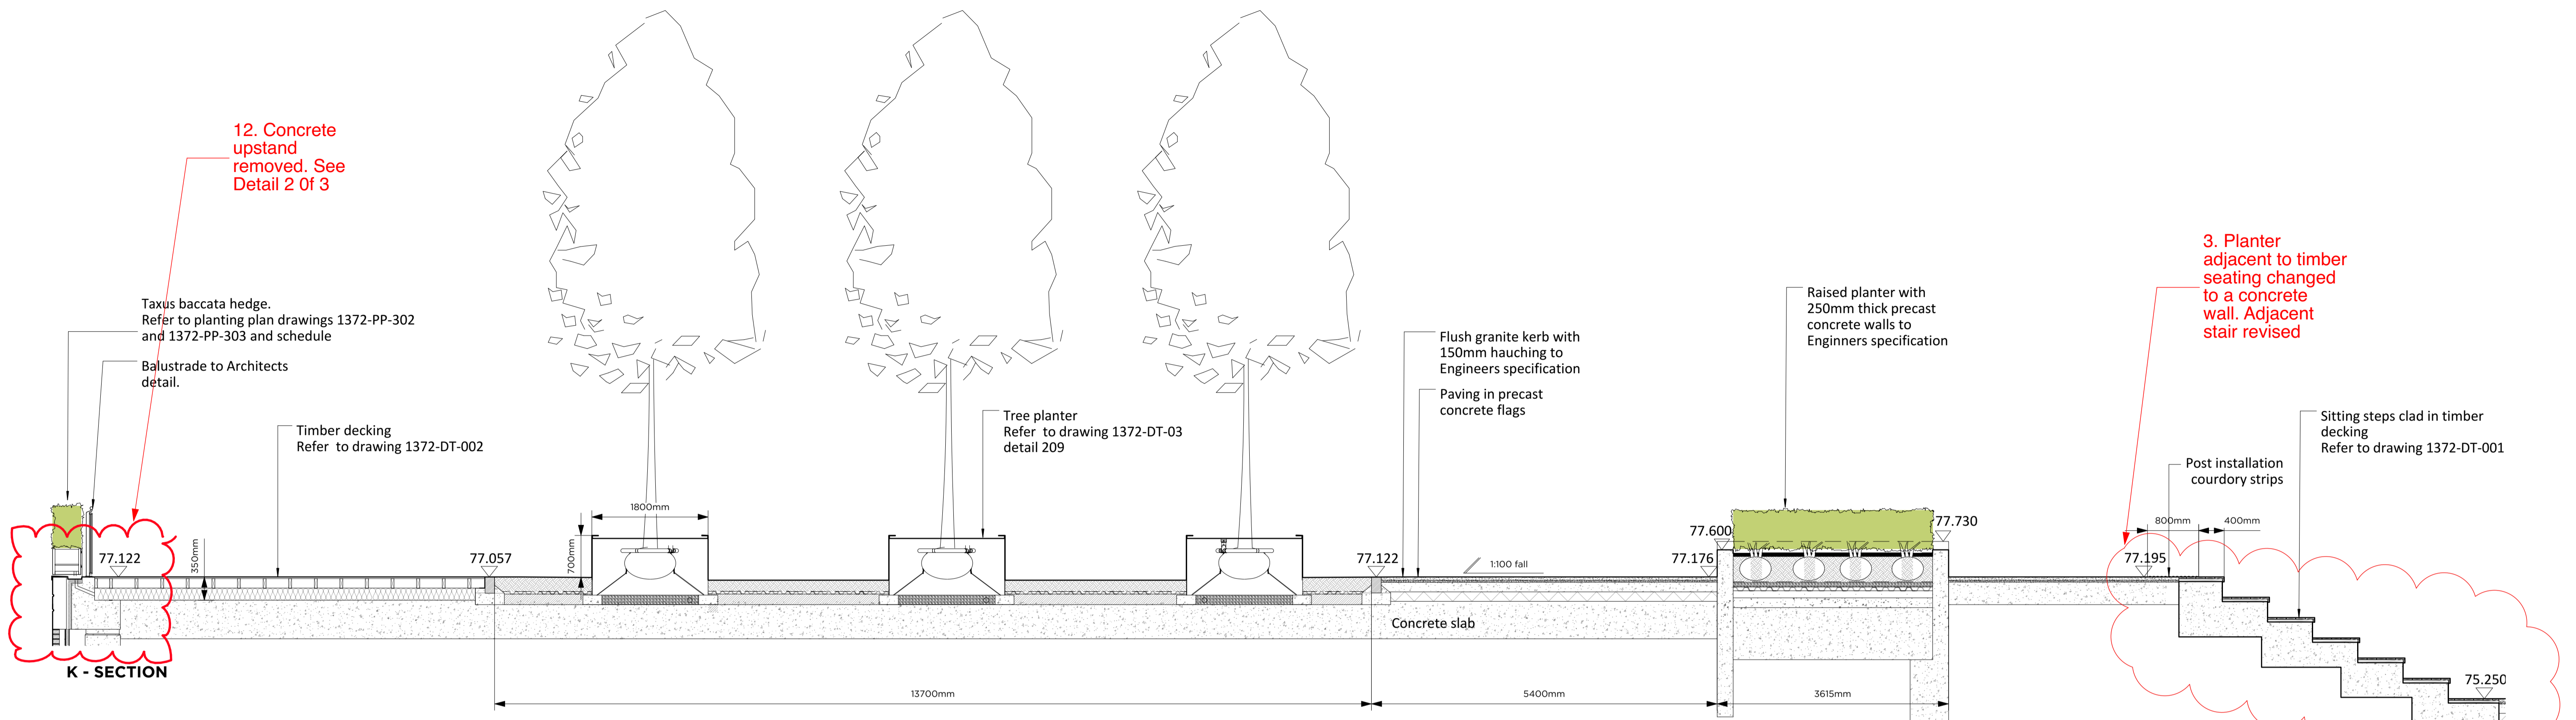 12. Concrete
upstand
removed. See
Detail 2 0f 3
Taxus baccata hedge.
Refer to planting plan drawings 1372-PP-302
and 1372-PP-303 and schedule
Balustrade to Architects
detail.
Timber decking
Refer to drawing 1372-DT-002
Tree planter
Refer to drawing 1372-DT-03
detail 209
Flush granite kerb with
150mm hauching to
Engineers specification
Paving in precast
concrete flags
Raised planter with
250mm thick precast
concrete walls to
Enginners specification
3. Planter
adjacent to timber
seating changed
to a concrete
wall. Adjacent
stair revised
Sitting steps clad in timber
decking
Refer to drawing 1372-DT-001
Post installation
courdory strips
77.122
350mm
77.057
700mm
1800mm
77.122
1:100 fall
77.176
77.600
77.730
77.195
800mm
400mm
75.250
Concrete slab
K - SECTION
13700mm
5400mm
3615mm